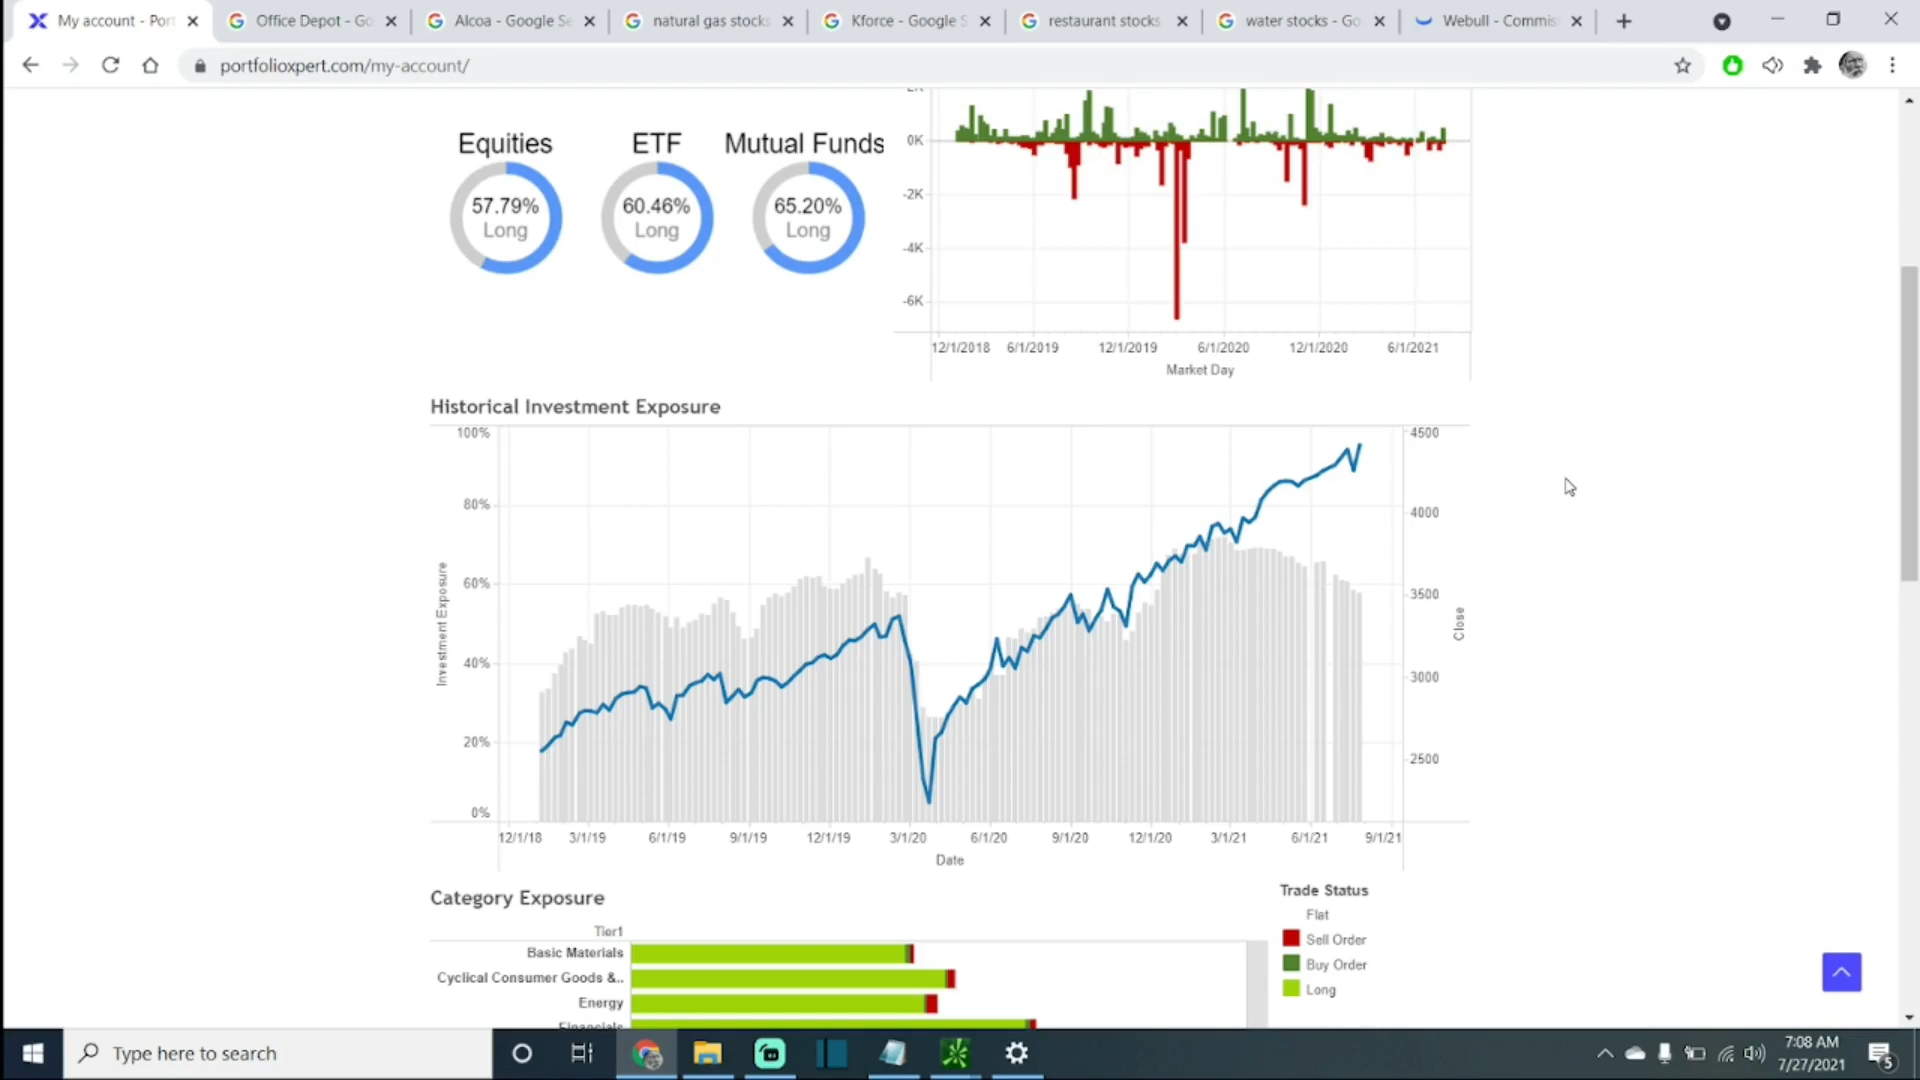 My account - Port
Office Depot - Go
Alcoa - Google Se
natural gas stocks
Kforce - Google S
restaurant stocks
water stocks - Go
Webull - Commis
portfolioxpert.com/my-account/
Equities
ETF
Mutual Funds
57.79%
Long
60.46%
Long
65.20%
Long
0K
-2K
-4K
-6K
12/1/2018 6/1/2019 12/1/2019 6/1/2020 12/1/2020 6/1/2021
Market Day
Historical Investment Exposure
100%
80%
60%
40%
20%
0%
Investment Exposure
4500
4000
3500
3000
2500
Close
12/1/18 3/1/19 6/1/19 9/1/19 12/1/19 3/1/20 6/1/20 9/1/20 12/1/20 3/1/21 6/1/21 9/1/21
Date
Category Exposure
Tier1
Basic Materials
Cyclical Consumer Goods &..
Energy
Financials
Trade Status
Flat
Sell Order
Buy Order
Long
Type here to search
7:08 AM
7/27/2021
5